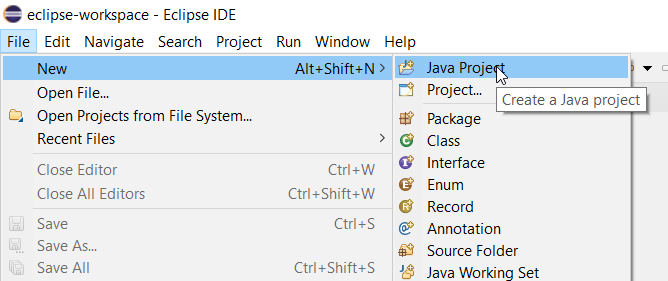 eclipse-workspace - Eclipse IDE
File Edit Navigate Search Project Run Window Help
New Alt+Shift+N > Java Project
Open File... Project...
Create a Java project
Open Projects from File System... Package
Recent Files > Class
Interface
Close Editor Ctrl+W Enum
Close All Editors Ctrl+Shift+W Record
Save Ctrl+S Annotation
Save As... Source Folder
Save All Ctrl+Shift+S Java Working Set